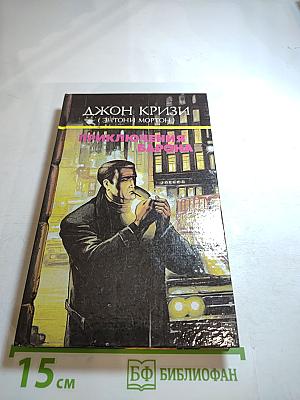 ДЖОН КРИЗИ
(ЭНТОНИ МОРТОН)
ПРИКЛЮЧЕНИЯ
БАРОНА
15 см
БФ БИБЛИОФАН